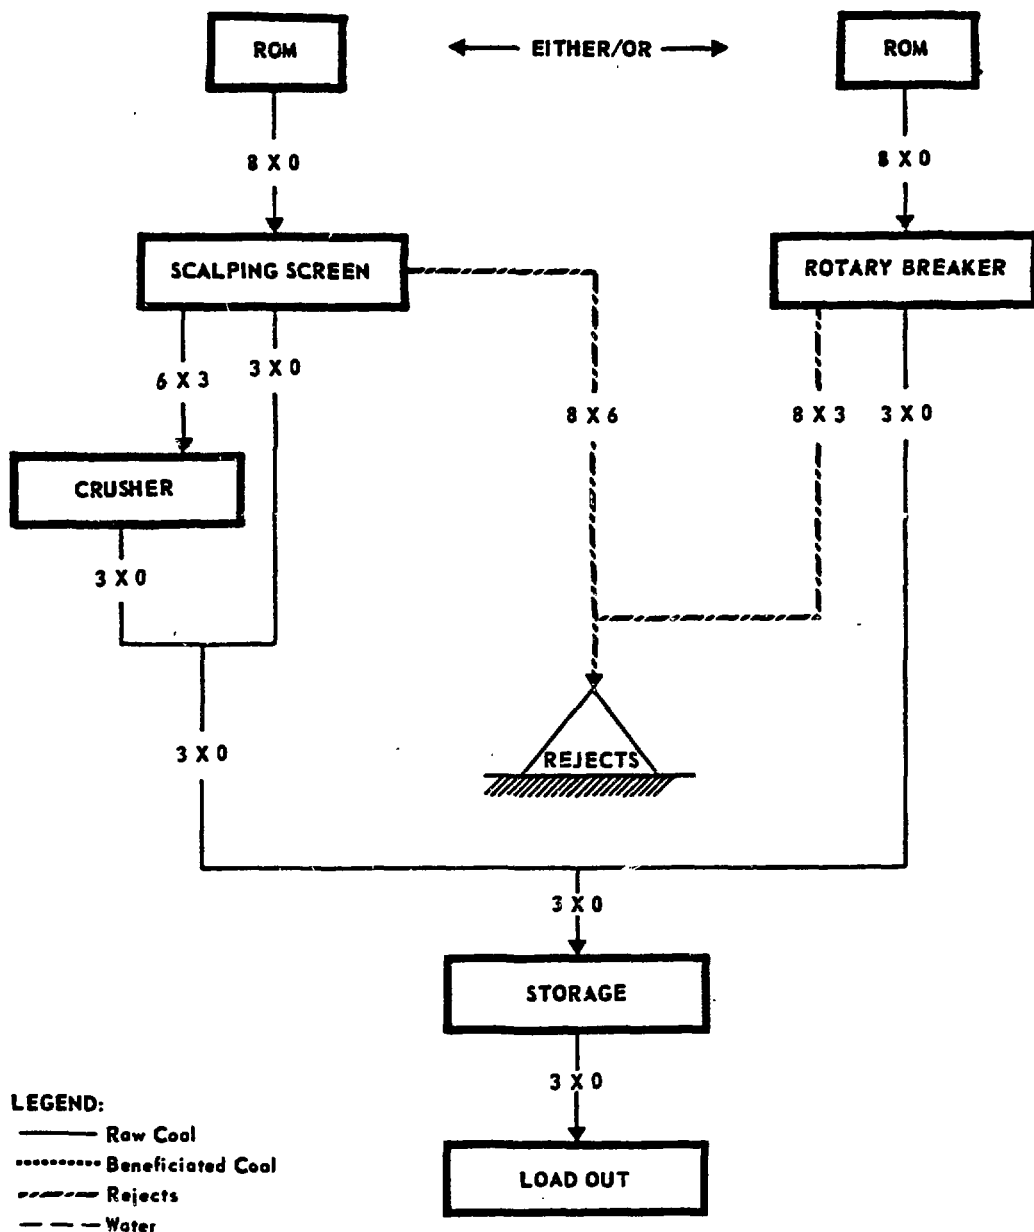 ROM
EITHER/OR
ROM
8 X 0
8 X 0
SCALPING SCREEN
ROTARY BREAKER
6 X 3
3 X 0
8 X 6
8 X 3
3 X 0
CRUSHER
3 X 0
3 X 0
REJECTS
3 X 0
STORAGE
3 X 0
LOAD OUT
LEGEND:
Raw Coal
Beneficiated Coal
Rejects
Water